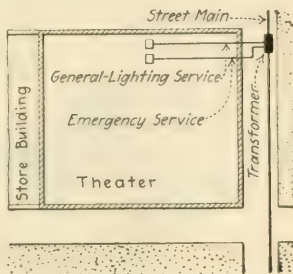 Street Main
General-Lighting Service
Emergency Service
Transformer
Store Building
Theater